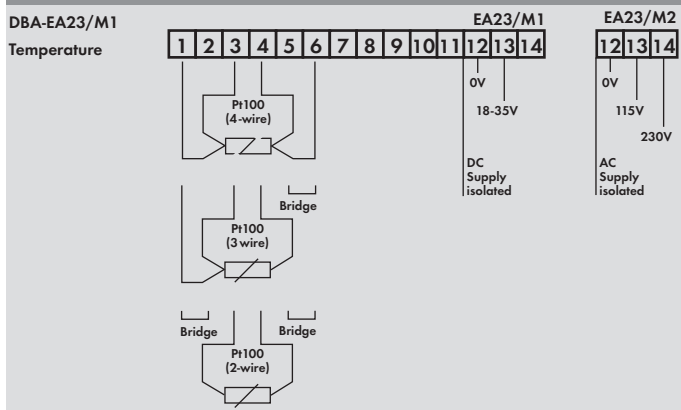 DBA-EA23/M1 EA23/M1 EA23/M2
Temperature 1 2 3 4 5 6 7 8 9 10 11 12 13 14 12 13 14
0V 0V
Pt100 18-35V 115V
(4-wire)
230V
DC AC
Supply Supply
isolated isolated
Bridge
Pt100
(3 wire)
Bridge Bridge
Pt100
(2-wire)